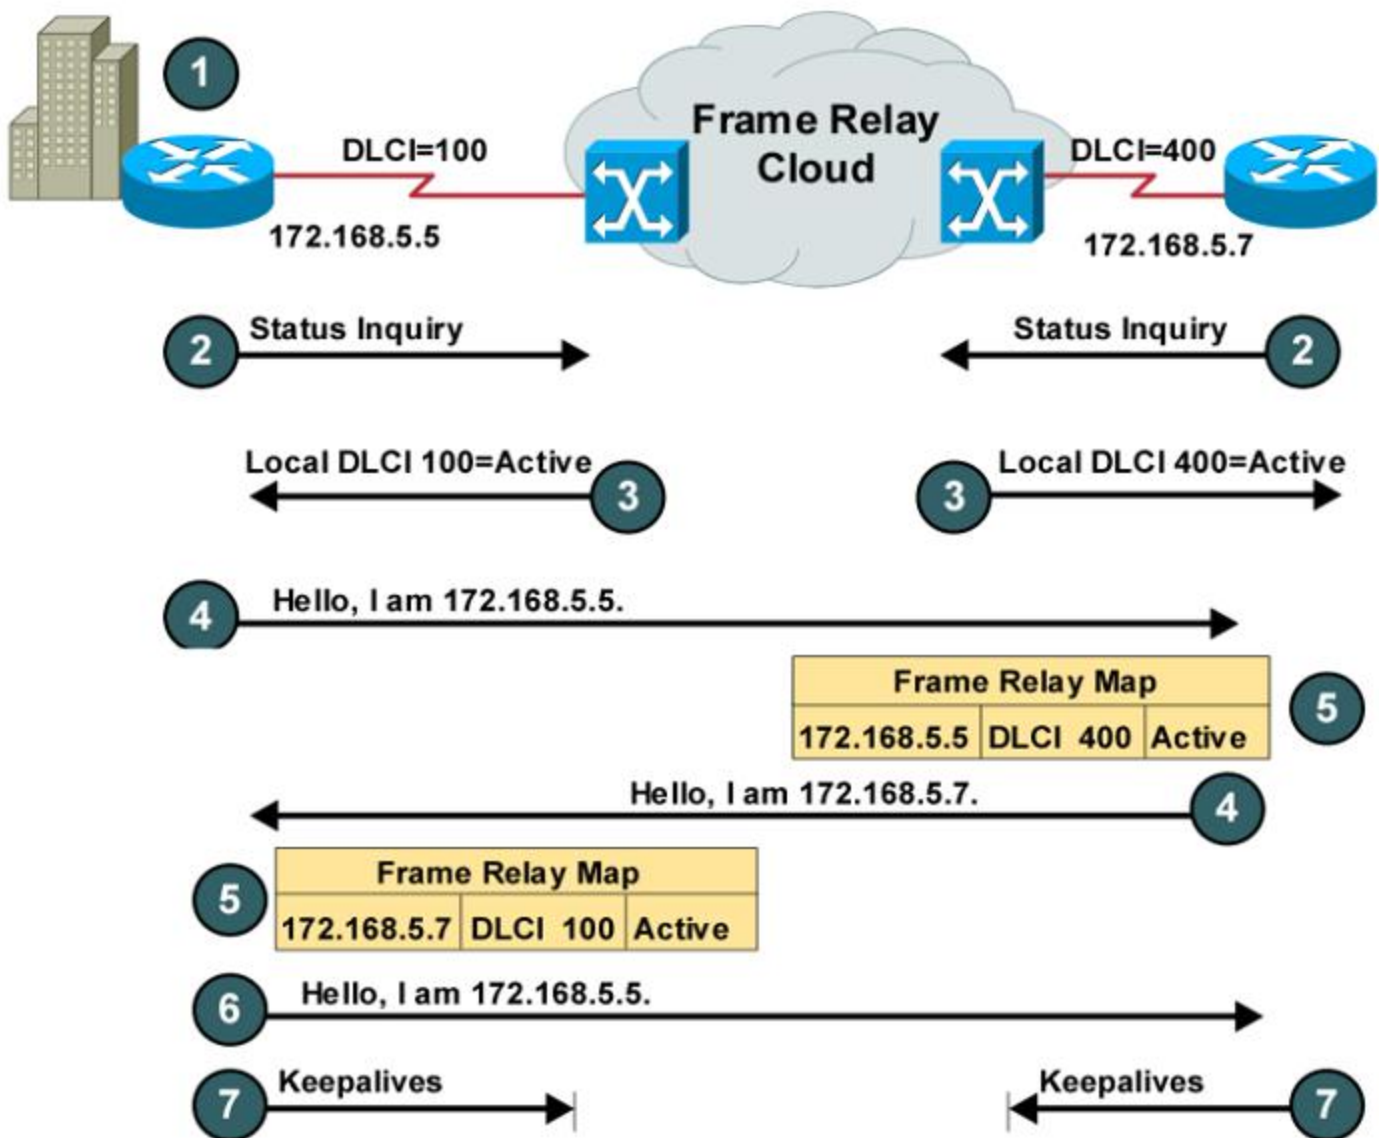 1
Frame Relay
Cloud
DLCI=100
DLCI=400
172.168.5.5
172.168.5.7
2
Status Inquiry
Status Inquiry
2
Local DLCI 100=Active
3
3
Local DLCI 400=Active
4
Hello, I am 172.168.5.5.
Frame Relay Map
172.168.5.5 DLCI 400 Active
5
Hello, I am 172.168.5.7.
4
5
Frame Relay Map
172.168.5.7 DLCI 100 Active
6
Hello, I am 172.168.5.5.
7
Keepalives
Keepalives
7